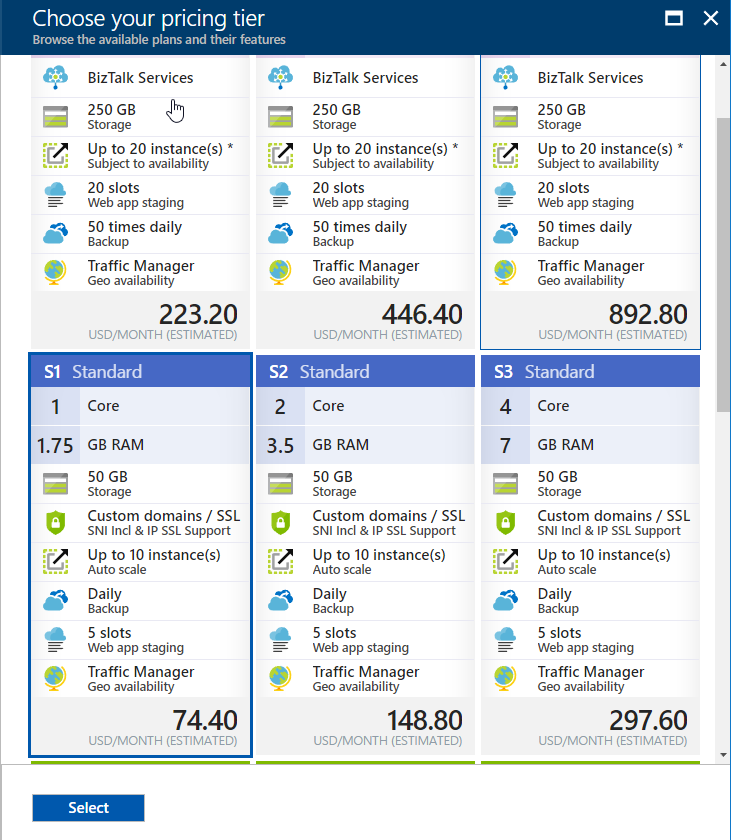 Choose your pricing tier
Browse the available plans and their features
BizTalk Services
250 GB
Storage
Up to 20 instance(s) *
Subject to availability
20 slots
Web app staging
50 times daily
Backup
Traffic Manager
Geo availability
223.20
USD/MONTH (ESTIMATED)
BizTalk Services
250 GB
Storage
Up to 20 instance(s) *
Subject to availability
20 slots
Web app staging
50 times daily
Backup
Traffic Manager
Geo availability
446.40
USD/MONTH (ESTIMATED)
BizTalk Services
250 GB
Storage
Up to 20 instance(s) *
Subject to availability
20 slots
Web app staging
50 times daily
Backup
Traffic Manager
Geo availability
892.80
USD/MONTH (ESTIMATED)
S1 Standard
1 Core
1.75 GB RAM
50 GB
Storage
Custom domains / SSL
SNI Incl & IP SSL Support
Up to 10 instance(s)
Auto scale
Daily
Backup
5 slots
Web app staging
Traffic Manager
Geo availability
74.40
USD/MONTH (ESTIMATED)
S2 Standard
2 Core
3.5 GB RAM
50 GB
Storage
Custom domains / SSL
SNI Incl & IP SSL Support
Up to 10 instance(s)
Auto scale
Daily
Backup
5 slots
Web app staging
Traffic Manager
Geo availability
148.80
USD/MONTH (ESTIMATED)
S3 Standard
4 Core
7 GB RAM
50 GB
Storage
Custom domains / SSL
SNI Incl & IP SSL Support
Up to 10 instance(s)
Auto scale
Daily
Backup
5 slots
Web app staging
Traffic Manager
Geo availability
297.60
USD/MONTH (ESTIMATED)
Select